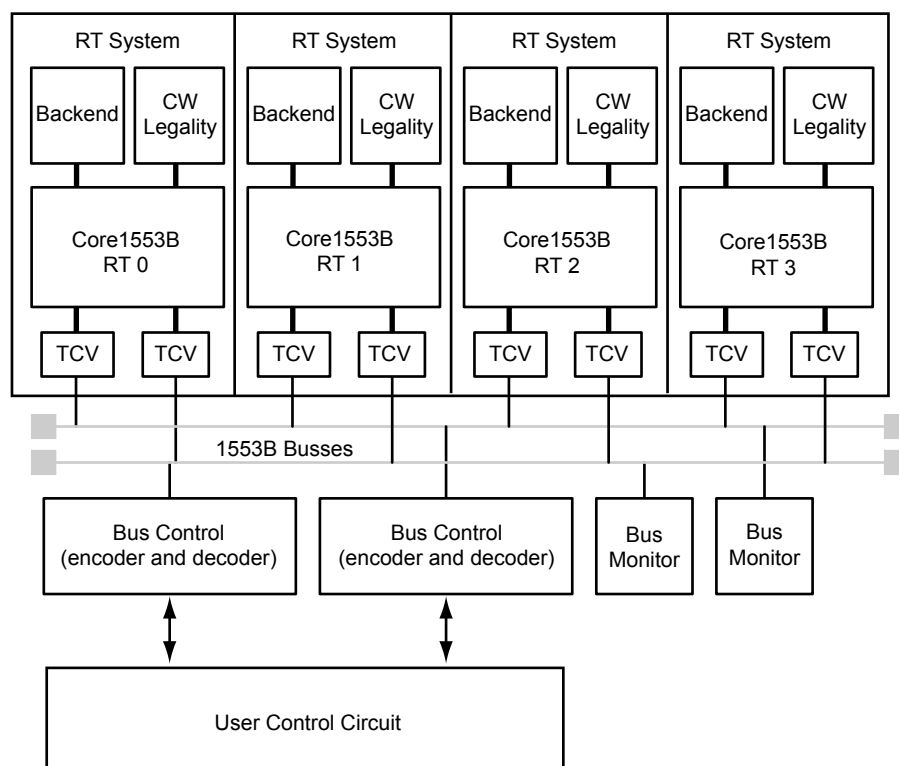 RT System
RT System
RT System
RT System
Backend
CW
Legality
Backend
CW
Legality
Backend
CW
Legality
Backend
CW
Legality
Core1553B
RT 0
Core1553B
RT 1
Core1553B
RT 2
Core1553B
RT 3
TCV
TCV
TCV
TCV
TCV
TCV
TCV
TCV
1553B Busses
Bus Control
(encoder and decoder)
Bus Control
(encoder and decoder)
Bus
Monitor
Bus
Monitor
User Control Circuit